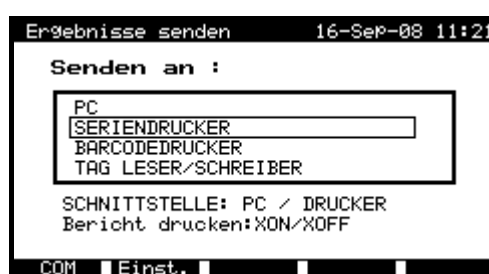 Ergebnisse senden 16-Sep-08 11:21
Senden an :
PC
SERIENDRUCKER
BARCODEDRUCKER
TAG LESER/SCHREIBER
SCHNITTSTELLE: PC / DRUCKER
Bericht drucken:XON/XOFF
COM Einst.